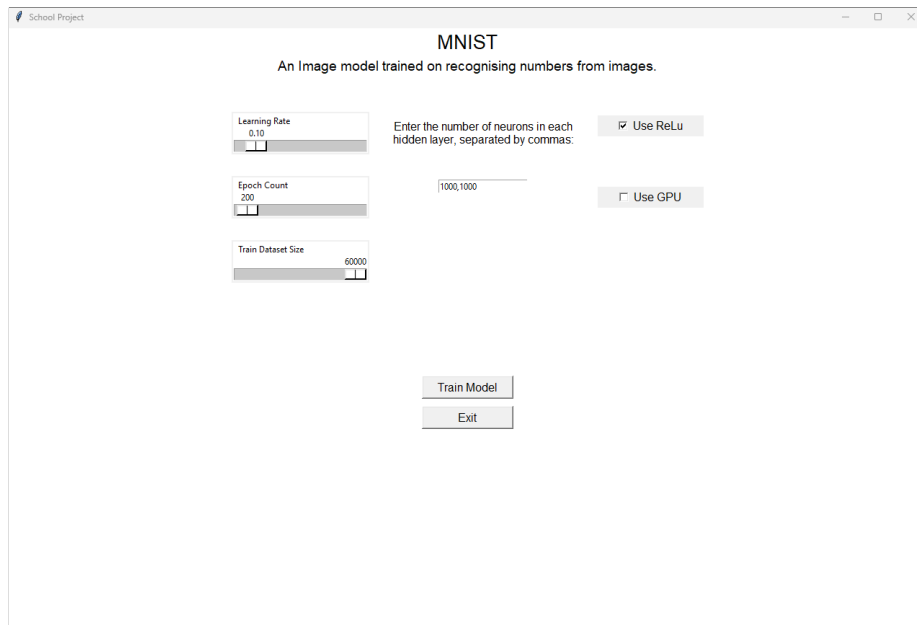 School Project
MNIST
An Image model trained on recognising numbers from images.
Learning Rate
0.10
Enter the number of neurons in each
hidden layer, separated by commas:
Use ReLu
Epoch Count
200
1000,1000
Use GPU
Train Dataset Size
60000
Train Model
Exit